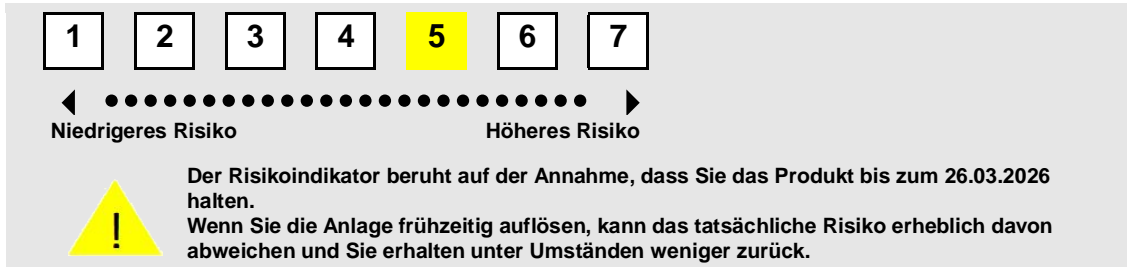 1 2 3 4 5 6 7
Niedrigeres Risiko Höheres Risiko
Der Risikoindikator beruht auf der Annahme, dass Sie das Produkt bis zum 26.03.2026
halten.
Wenn Sie die Anlage frühzeitig auflösen, kann das tatsächliche Risiko erheblich davon
abweichen und Sie erhalten unter Umständen weniger zurück.
!